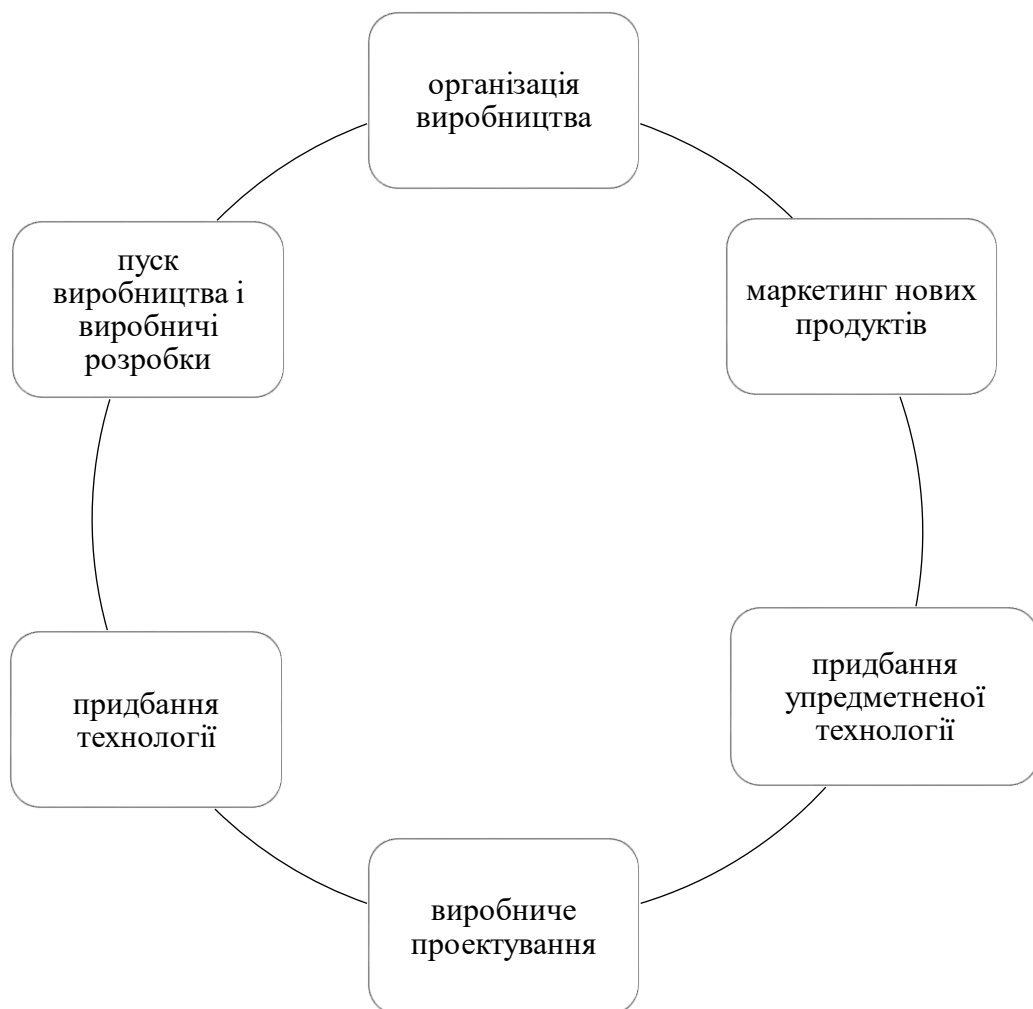 організація
виробництва
маркетинг нових
продуктів
придбання
упредметненої
технології
виробниче
проектування
придбання
технології
пуск
виробництва і
виробничі
розробки